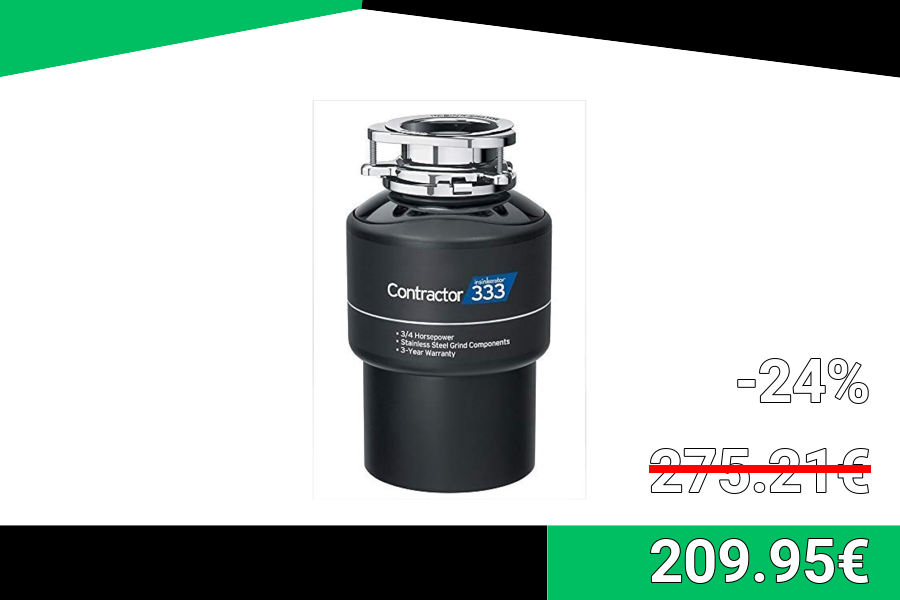 insinkerator
Contractor 333
• 3/4 Horsepower
• Stainless Steel Grind Components
• 3-Year Warranty
-24%
275.21€
209.95€